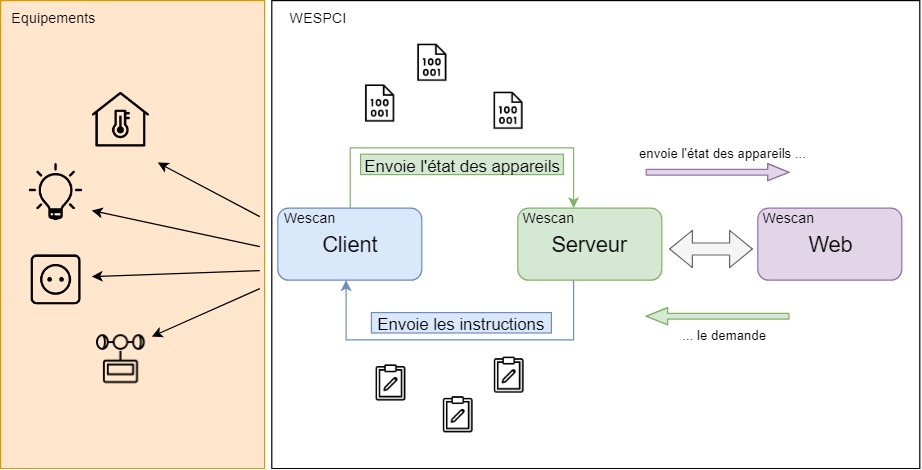 Equipements
WESPCI
100
001
100
001
100
001
envoie l'état des appareils ...
Envoie l'état des appareils
Wescan
Client
Wescan
Serveur
Wescan
Web
Envoie les instructions
... le demande